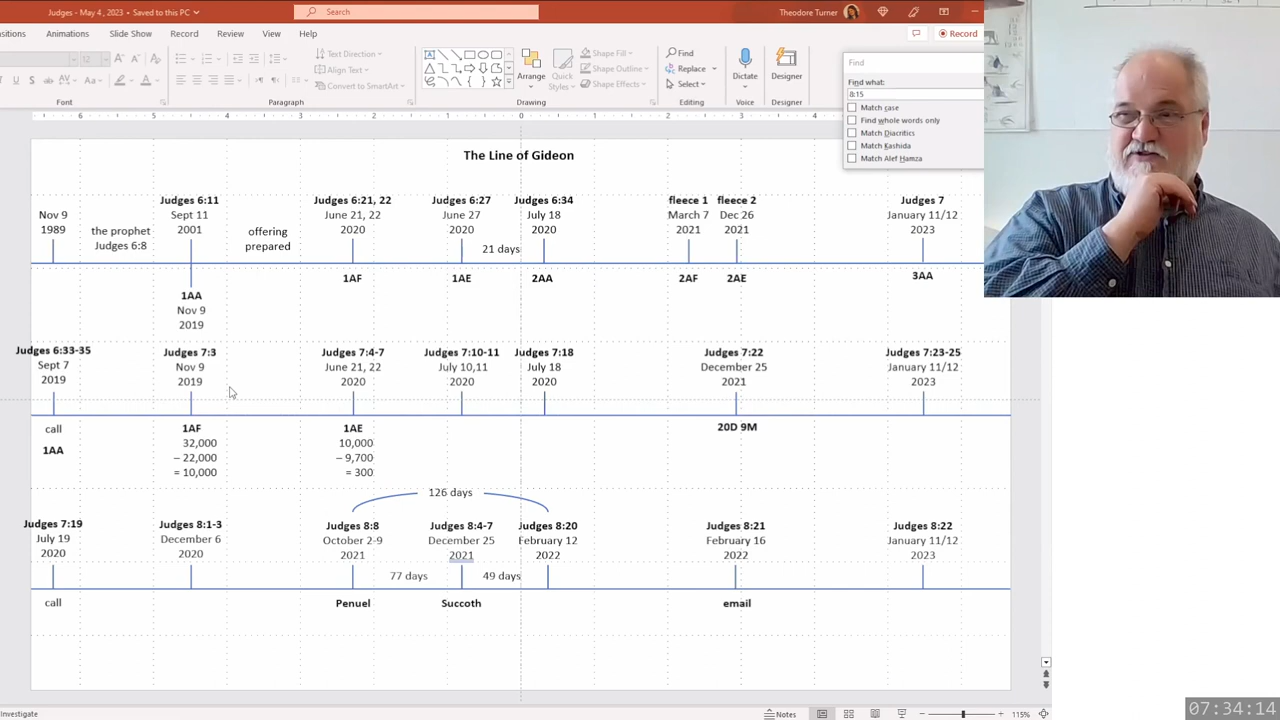 Judges - May 4, 2023 • Saved to this PC
Search
Theodore Turner
sitions Animations Slide Show Record Review View Help
Record
Text Direction
Align Text
Convert to SmartArt
Arrange
Quick Styles
Shape Fill
Shape Outline
Shape Effects
Find
Replace
Select
Dictate
Designer
Font Paragraph Drawing Editing Voice Designer
Find
Find what:
8:15
Match case
Find whole words only
Match Diacritics
Match Kashida
Match Alef Hamza
6 5 4 3 2 1 0 1 2 3 4
The Line of Gideon
Nov 9
1989
the prophet
Judges 6:8
Judges 6:11
Sept 11
2001
offering
prepared
Judges 6:21, 22
June 21, 22
2020
Judges 6:27
June 27
2020
21 days
Judges 6:34
July 18
2020
fleece 1
March 7
2021
fleece 2
Dec 26
2021
Judges 7
January 11/12
2023
1AF
1AE
2AA
2AF
2AE
3AA
1AA
Nov 9
2019
Judges 6:33-35
Sept 7
2019
Judges 7:3
Nov 9
2019
Judges 7:4-7
June 21, 22
2020
Judges 7:10-11
July 10,11
2020
Judges 7:18
July 18
2020
Judges 7:22
December 25
2021
Judges 7:23-25
January 11/12
2023
call
1AA
1AF
32,000
– 22,000
= 10,000
1AE
10,000
– 9,700
= 300
20D 9M
126 days
Judges 7:19
July 19
2020
Judges 8:1-3
December 6
2020
Judges 8:8
October 2-9
2021
Judges 8:4-7
December 25
2021
Judges 8:20
February 12
2022
Judges 8:21
February 16
2022
Judges 8:22
January 11/12
2023
77 days
49 days
call
Penuel
Succoth
email
Investigate
Notes
115%
07:34:14